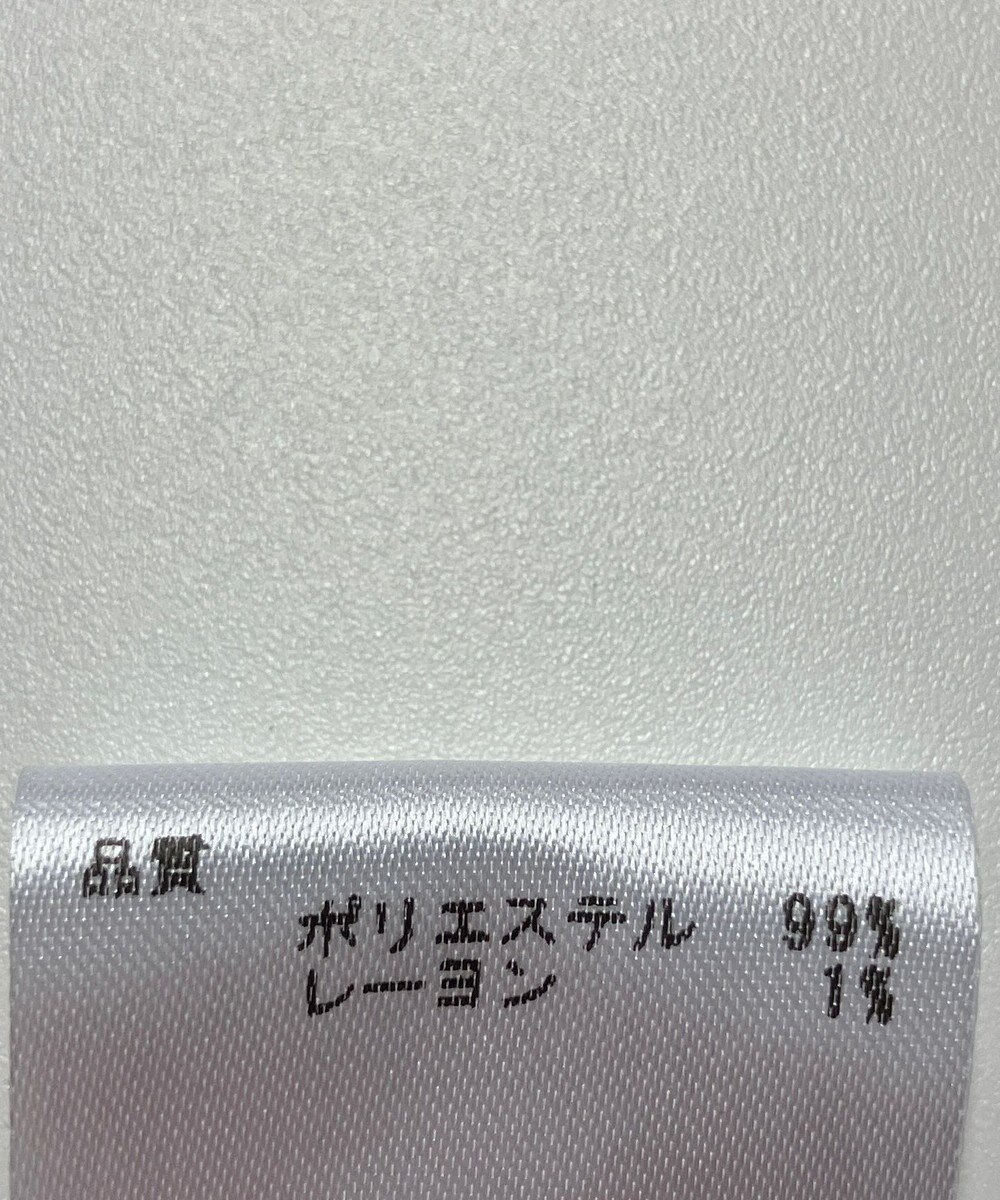 品質
ポリエステル 99%
レーヨン 1%